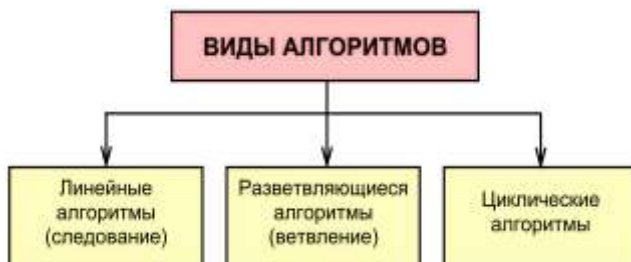 ВИДЫ АЛГОРИТМОВ
Линейные
алгоритмы
(следование)
Разветвляющиеся
алгоритмы
(ветвление)
Циклические
алгоритмы